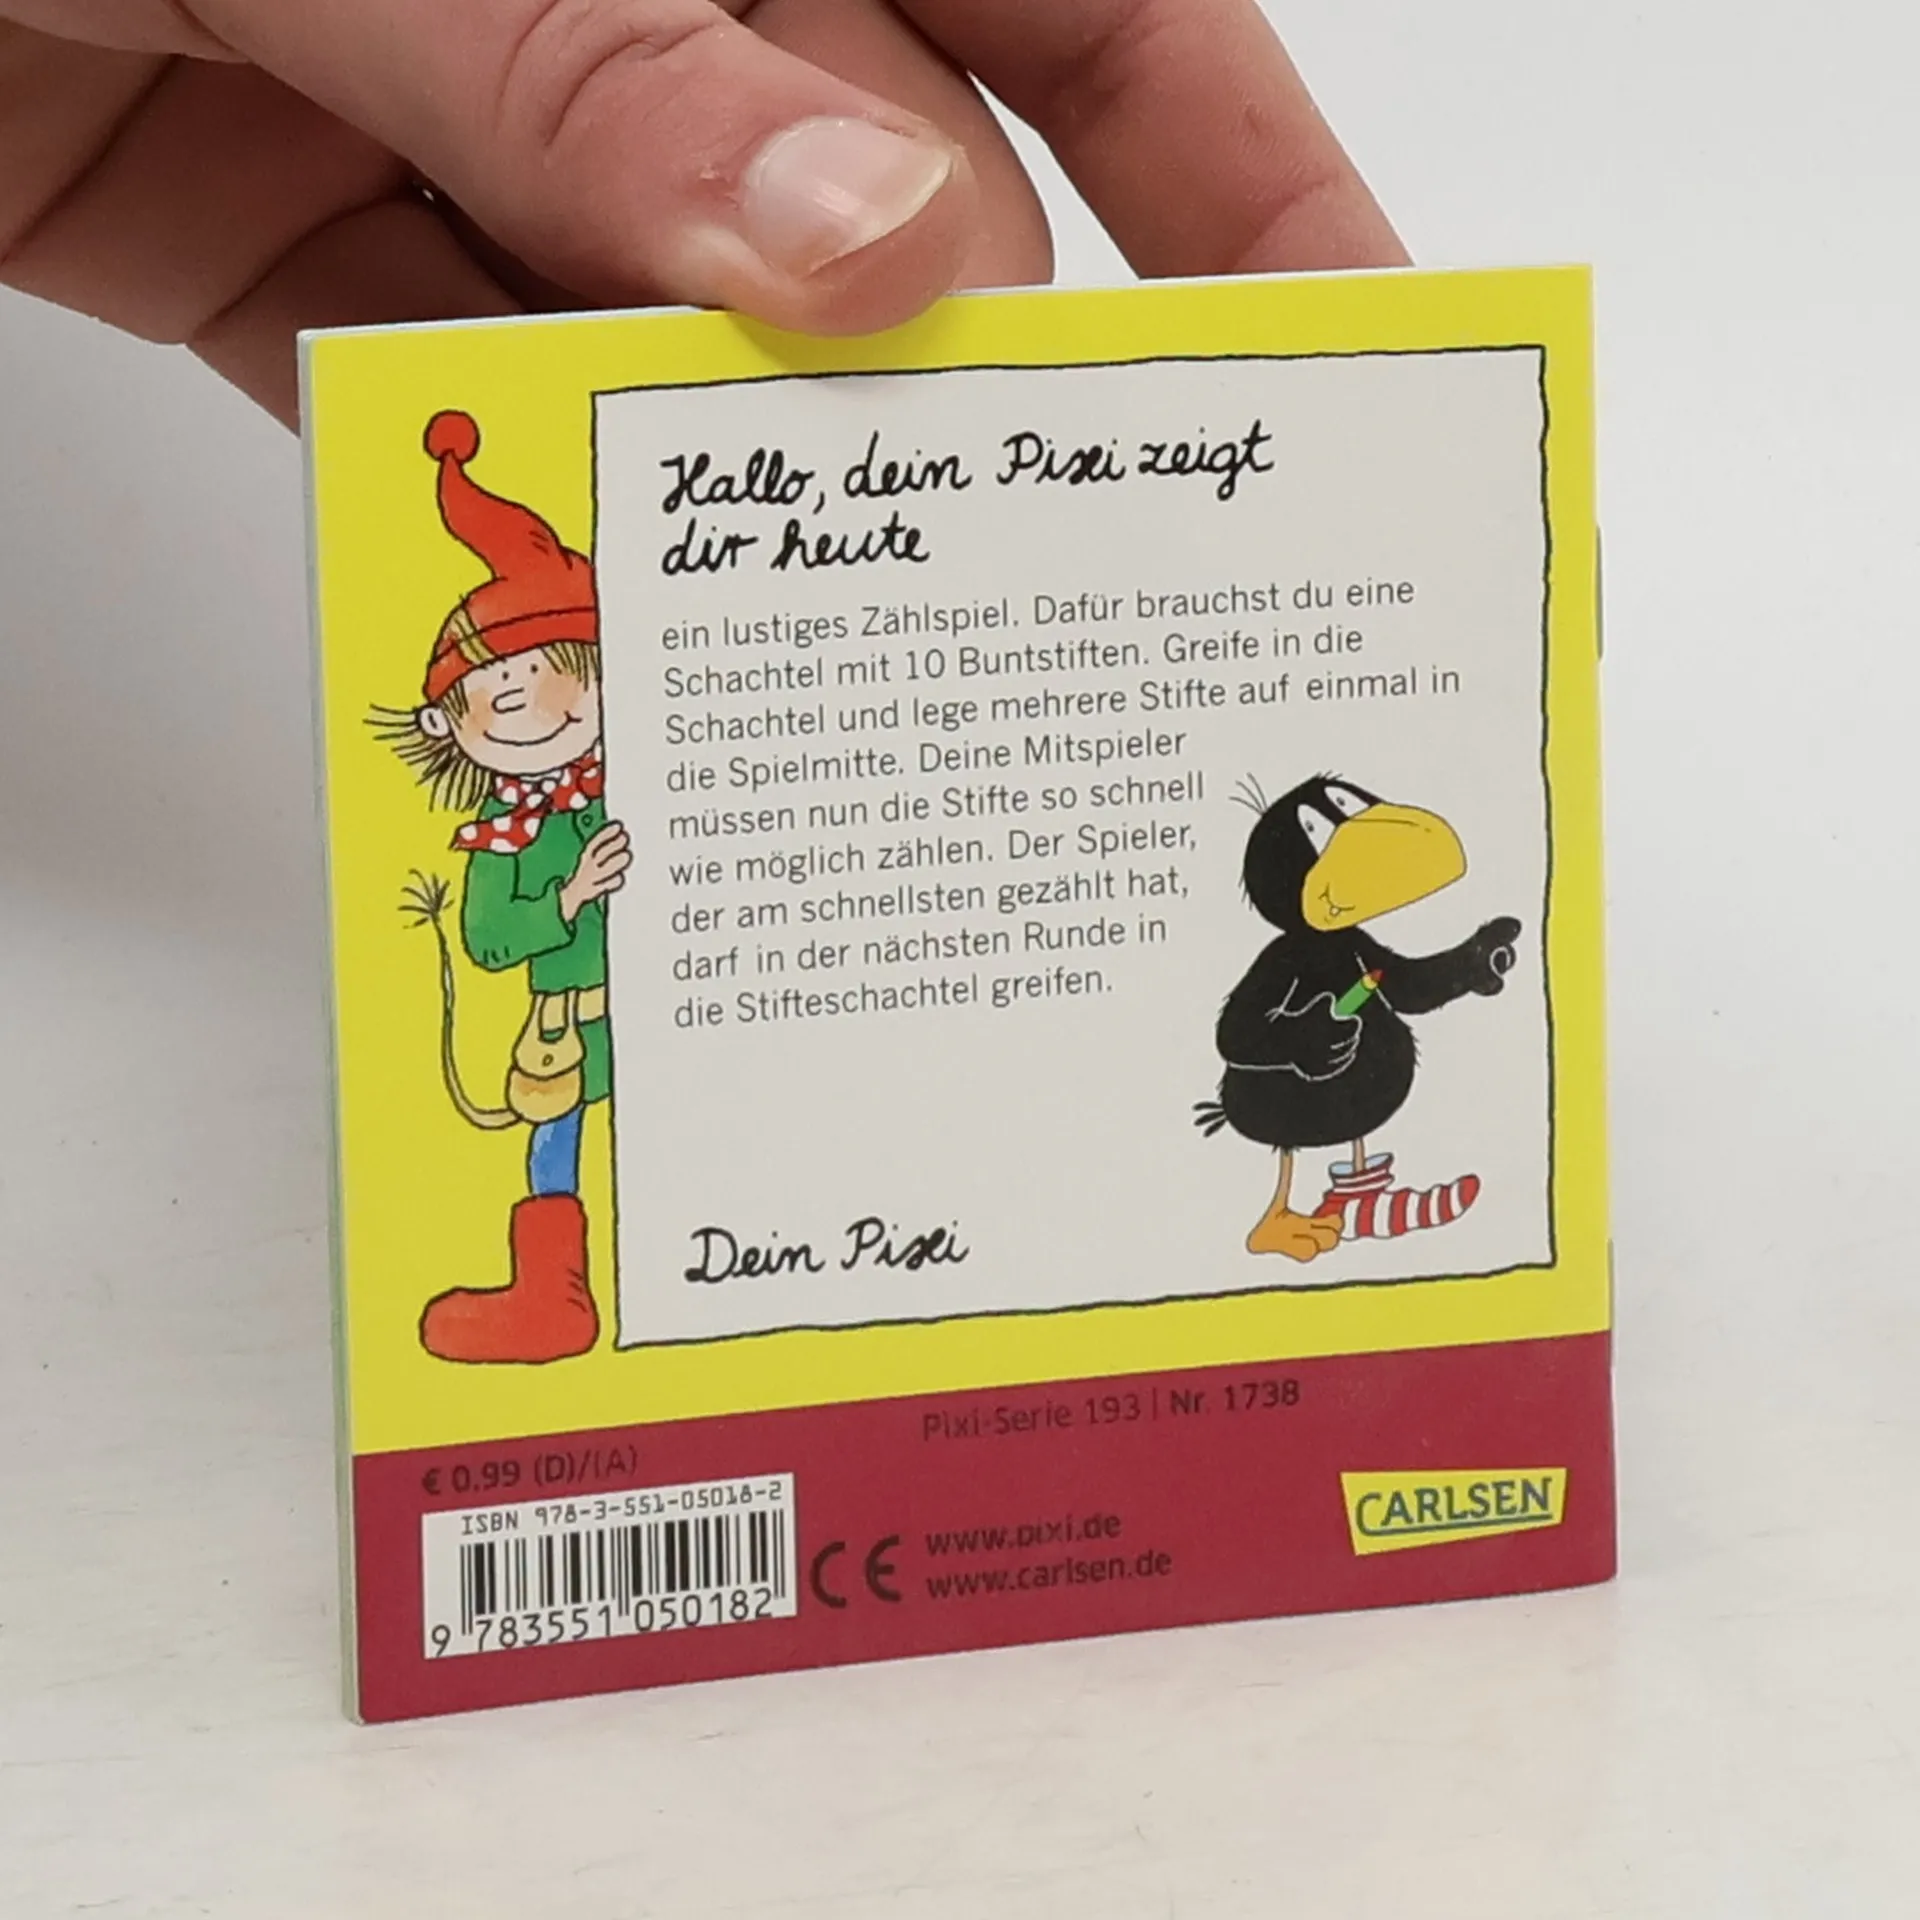 Hallo, dein Pixi zeigt
dir heute
ein lustiges Zählspiel. Dafür brauchst du eine
Schachtel mit 10 Buntstiften. Greife in die
Schachtel und lege mehrere Stifte auf einmal in
die Spielmitte. Deine Mitspieler
müssen nun die Stifte so schnell
wie möglich zählen. Der Spieler,
der am schnellsten gezählt hat,
darf in der nächsten Runde in
die Stifteschachtel greifen.
Dein Pixi
Pixi-Serie 193 | Nr. 1738
€ 0,99 (D)/(A)
ISBN 978-3-551-05018-2
9 783551 050182
CE
www.pixi.de
www.carlsen.de
CARLSEN